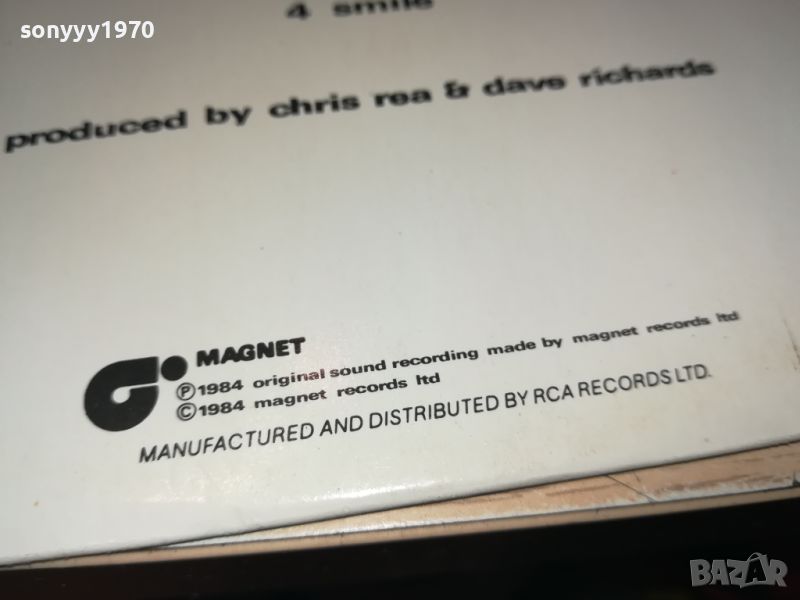 sonyyy1970
4 smile
produced by chris rea & dave richards
MAGNET
℗1984 original sound recording made by magnet records ltd
©1984 magnet records ltd
MANUFACTURED AND DISTRIBUTED BY RCA RECORDS LTD.
BAZAR